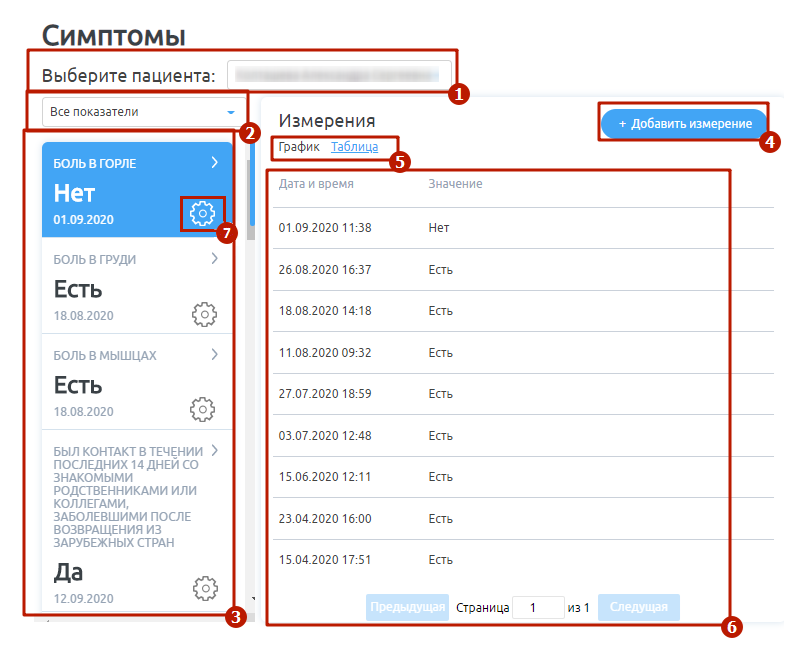 Симптомы
Выберите пациента:
1
Все показатели
2
БОЛЬ В ГОРЛЕ
Нет
01.09.2020
7
БОЛЬ В ГРУДИ
Есть
18.08.2020
БОЛЬ В МЫШЦАХ
Есть
18.08.2020
БЫЛ КОНТАКТ В ТЕЧЕНИИ
ПОСЛЕДНИХ 14 ДНЕЙ СО
ЗНАКОМЫМИ
РОДСТВЕННИКАМИ ИЛИ
КОЛЛЕГАМИ,
ЗАБОЛЕВШИМИ ПОСЛЕ
ВОЗВРАЩЕНИЯ ИЗ
ЗАРУБЕЖНЫХ СТРАН
Да
12.09.2020
3
Измерения
+ Добавить измерение
4
График Таблица
5
Дата и время Значение
01.09.2020 11:38 Нет
26.08.2020 16:37 Есть
18.08.2020 14:18 Есть
11.08.2020 09:32 Есть
27.07.2020 18:59 Есть
03.07.2020 12:48 Есть
15.06.2020 12:11 Есть
23.04.2020 16:00 Есть
15.04.2020 17:51 Есть
Предыдущая Страница 1 из 1 Следущая
6